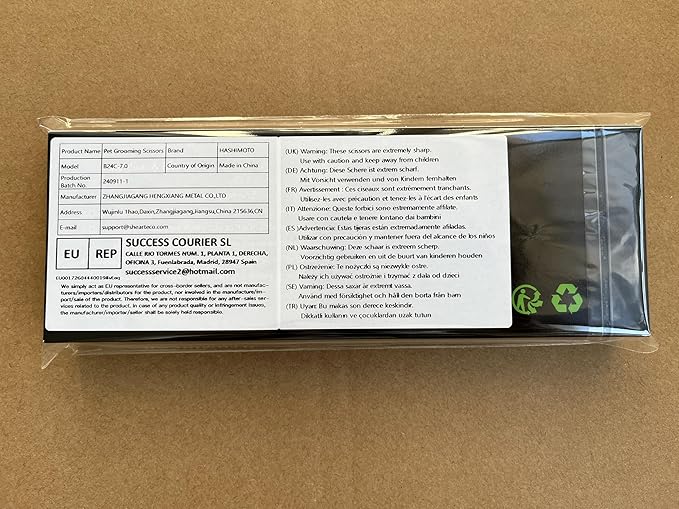 Product Name Pet Grooming Scissors Brand HASHIMOTO
Model B24C-7.0 Country of Origin Made in China
Production
Batch No. 240911-1
Manufacturer ZHANGJIAGANG HENGXIANG METAL CO.,LTD
Address Wujinlu Thao,Daxin,Zhangjiagang,Jiangsu,China 215636,CN
E-mail support@shearteco.com
EU REP
SUCCESS COURIER SL
CALLE RIO TORMES NUM. 1, PLANTA 1, DERECHA,
OFICINA 3, Fuenlabrada, Madrid, 28947 Spain
successservice2@hotmail.com
We simply act as EU representative for cross-border sellers, and are not manufac-
turers/importers/distributors for the product, nor involved in the manufacture/im-
port/sale of the product. Therefore, we are not responsible for any after-sales ser-
vices related to the product. In case of any product quality or infringement issues,
the manufacturer/importer/seller shall be solely held responsible.
(UK) Warning: These scissors are extremely sharp.
Use with caution and keep away from children
(DE) Achtung: Diese Schere ist extrem scharf.
Mit Vorsicht verwenden und von Kindern fernhalten
(FR) Avertissement : Ces ciseaux sont extrêmement tranchants.
Utilisez-les avec précaution et tenez-les à l'écart des enfants
(IT) Attenzione: Queste forbici sono estremamente affilate.
Usare con cautela e tenere lontano dai bambini
(ES) Advertencia: Estas tijeras están extremadamente afiladas.
Utilizar con precaución y mantener fuera del alcance de los niños
(NL) Waarschuwing: Deze schaar is extreem scherp.
Voorzichtig gebruiken en uit de buurt van kinderen houden
(PL) Ostrzeżenie: Te nożyczki są niezwykle ostre.
Należy ich używać ostrożnie i trzymać z dala od dzieci
(SE) Varning: Dessa saxar är extremt vassa.
Använd med försiktighet och håll den borta från barn
(TR) Uyarı: Bu makas son derece keskindir.
Dikkatli kullanın ve çocuklardan uzak tutun